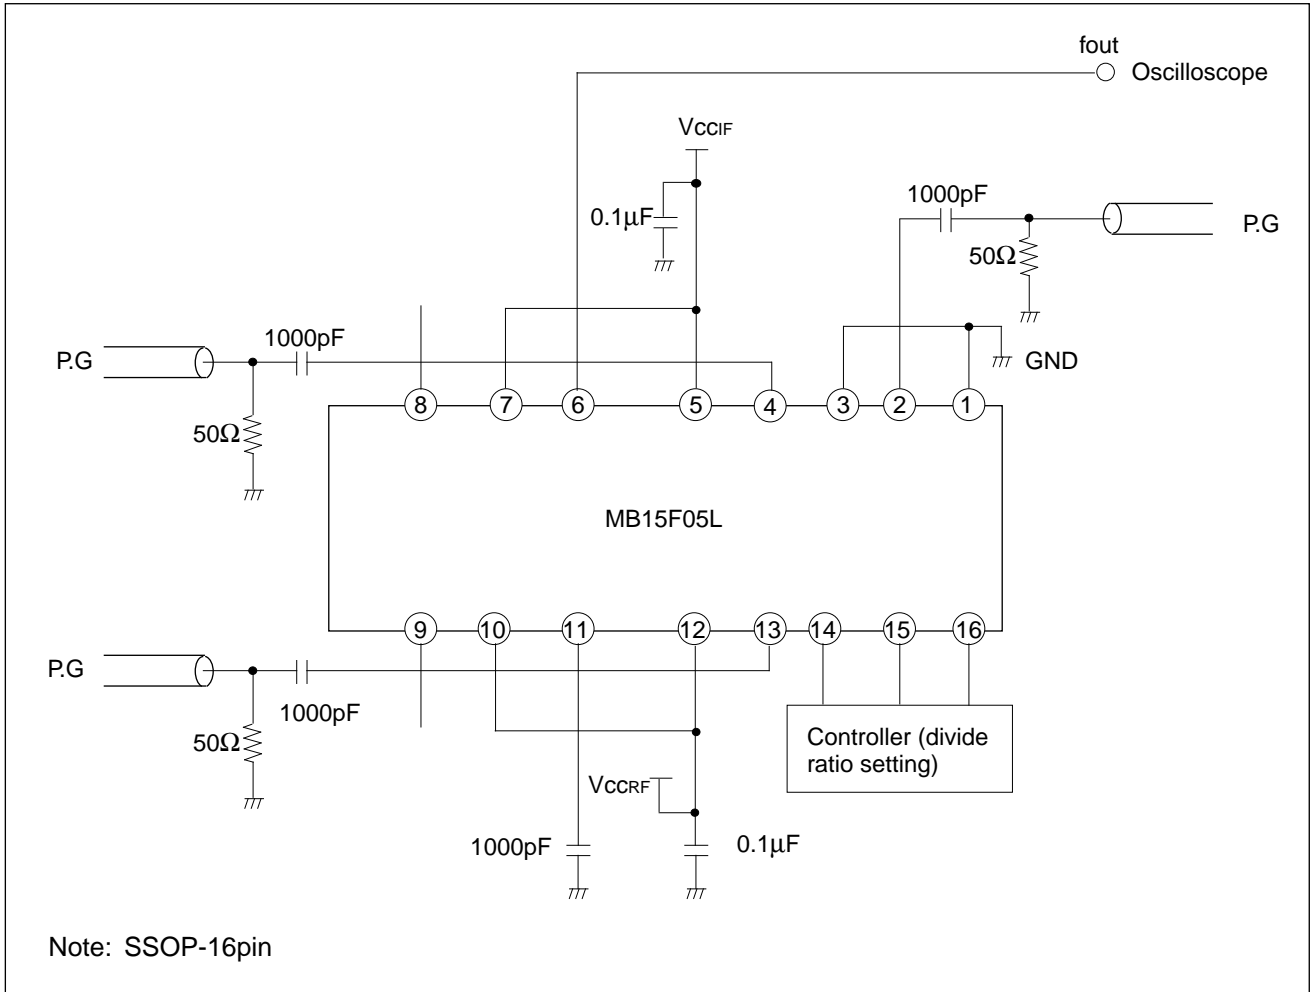 fout
Oscilloscope
VCCIF
0.1µF
1000pF
50Ω
P.G
P.G
1000pF
50Ω
GND
8 7 6 5 4 3 2 1
MB15F05L
9 10 11 12 13 14 15 16
P.G
1000pF
50Ω
Controller (divide
ratio setting)
VCCRF
1000pF
0.1µF
Note: SSOP-16pin